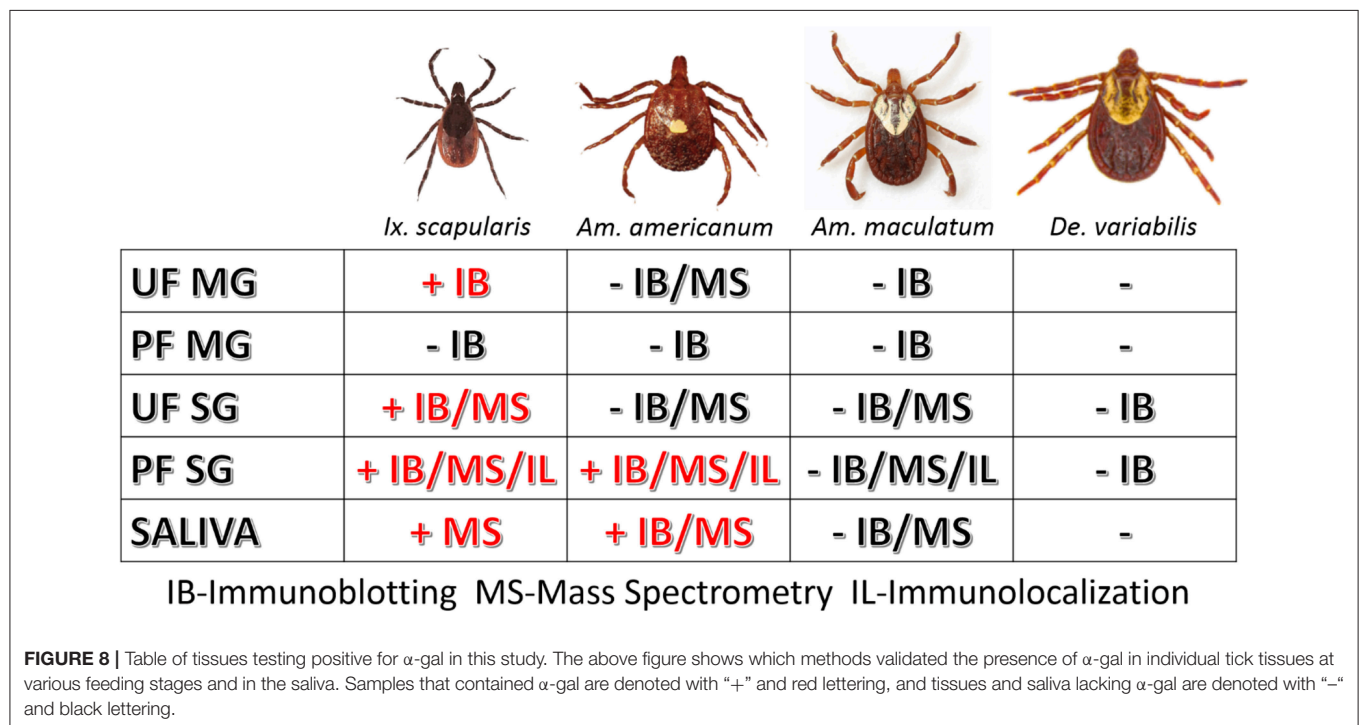 Ix. scapularis Am. americanum Am. maculatum De. variabilis
UF MG + IB - IB/MS - IB -
PF MG - IB - IB - IB -
UF SG + IB/MS - IB/MS - IB/MS - IB
PF SG + IB/MS/IL + IB/MS/IL - IB/MS/IL - IB
SALIVA + MS + IB/MS - IB/MS -
IB-Immunoblotting MS-Mass Spectrometry IL-Immunolocalization
FIGURE 8 | Table of tissues testing positive for α-gal in this study. The above figure shows which methods validated the presence of α-gal in individual tick tissues at
various feeding stages and in the saliva. Samples that contained α-gal are denoted with “+” and red lettering, and tissues and saliva lacking α-gal are denoted with “–“
and black lettering.